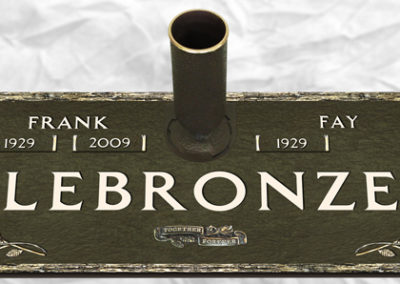 FRANK FAY
1929 2009 1929
LEBRONZE
TOGETHER
FOREVER